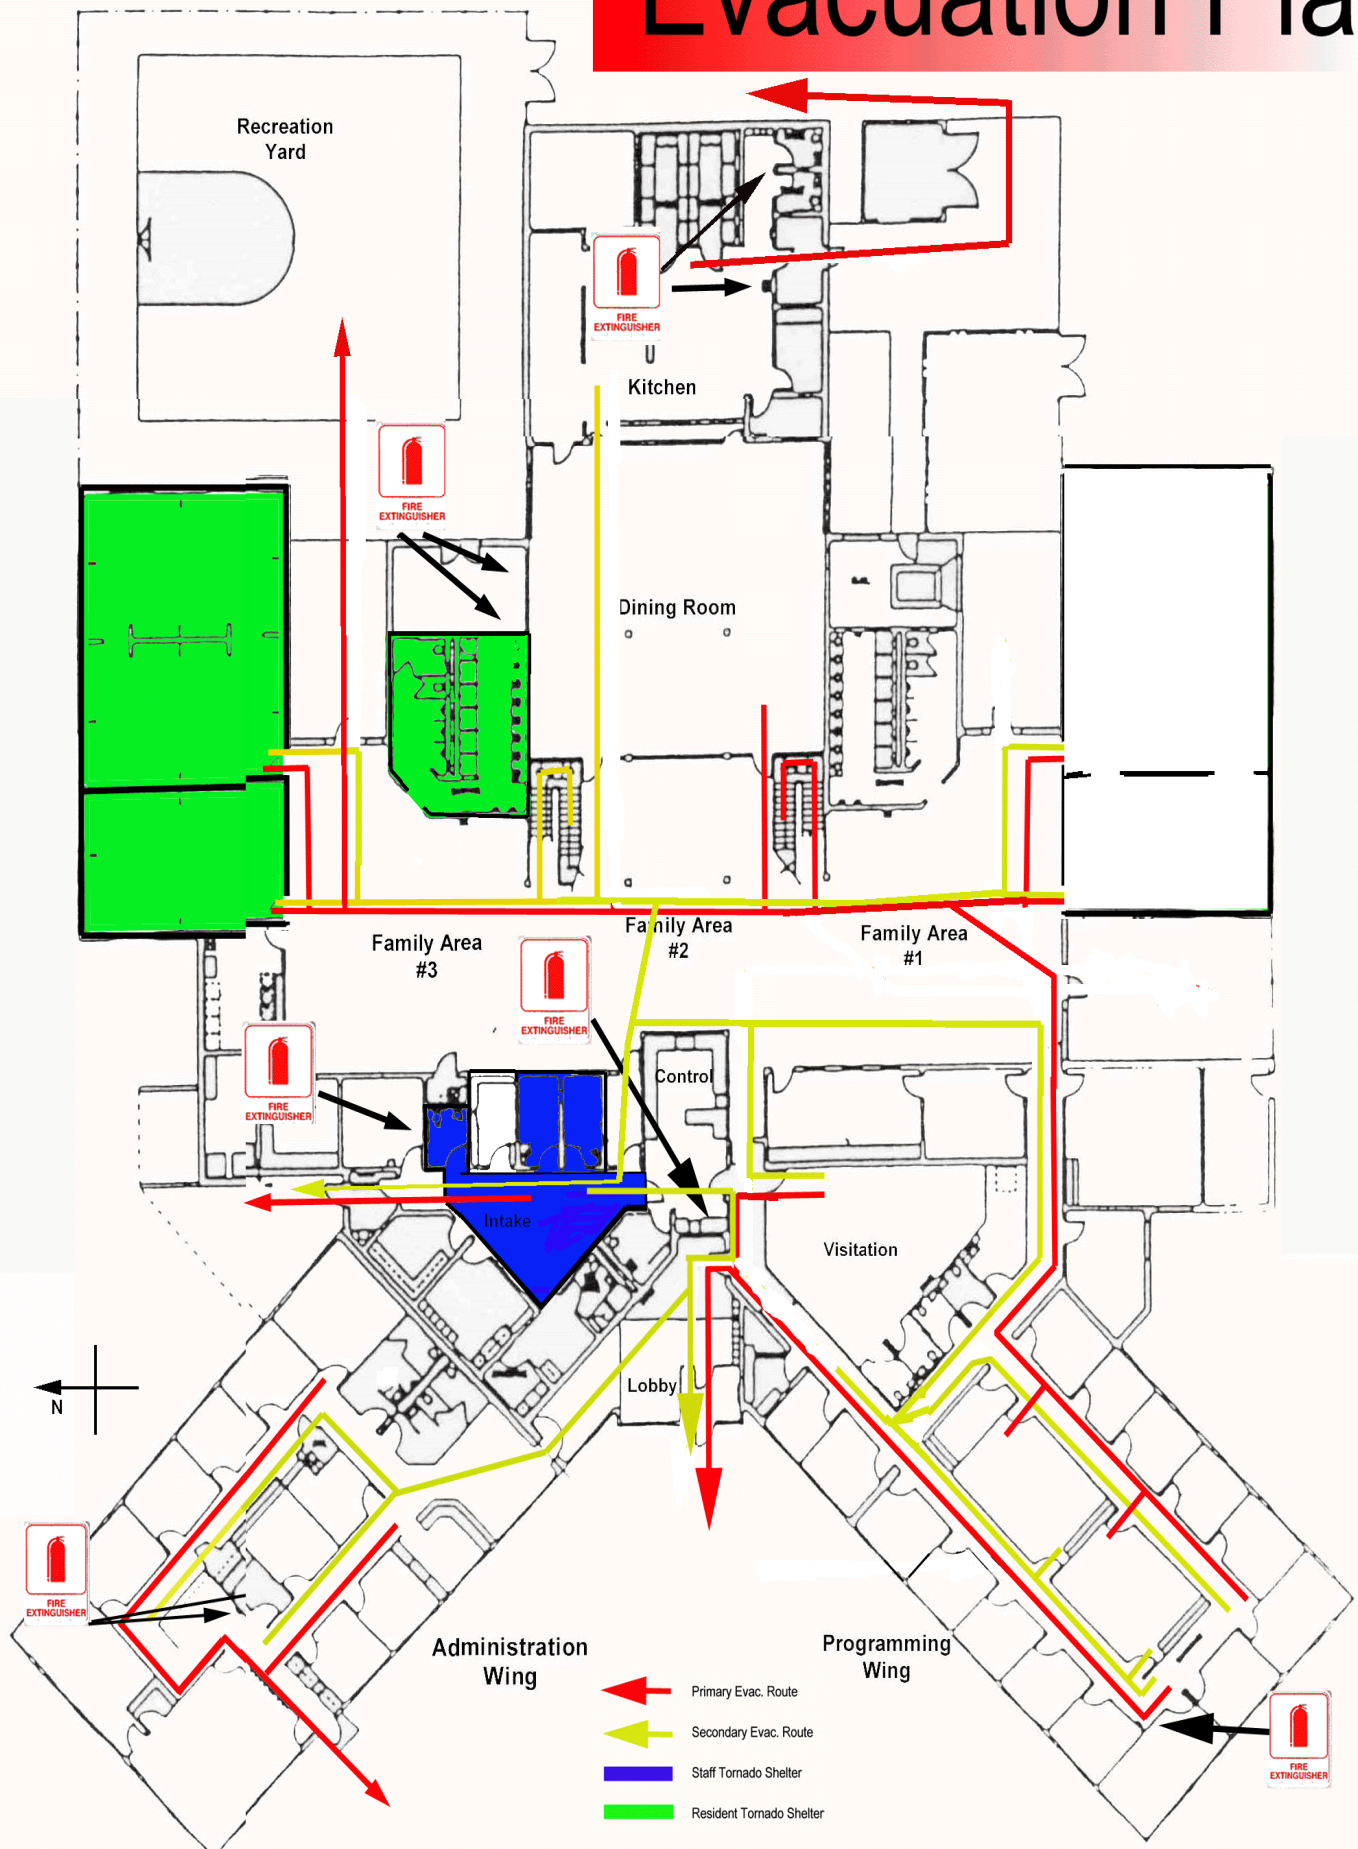 Evacuation Pla
Recreation
Yard
FIRE
EXTINGUISHER
Kitchen
FIRE
EXTINGUISHER
Dining Room
Family Area
#3
Family Area
#2
Family Area
#1
FIRE
EXTINGUISHER
FIRE
EXTINGUISHER
Control
Intake
Visitation
Lobby
N
FIRE
EXTINGUISHER
Administration
Wing
Programming
Wing
Primary Evac. Route
Secondary Evac. Route
Staff Tornado Shelter
Resident Tornado Shelter
FIRE
EXTINGUISHER